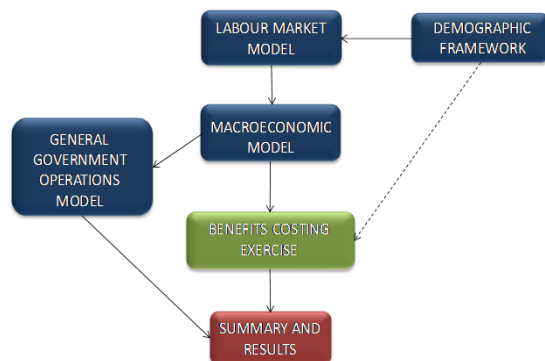 LABOUR MARKET
MODEL
DEMOGRAPHIC
FRAMEWORK
MACROECONOMIC
MODEL
GENERAL
GOVERNMENT
OPERATIONS
MODEL
BENEFITS COSTING
EXERCISE
SUMMARY AND
RESULTS